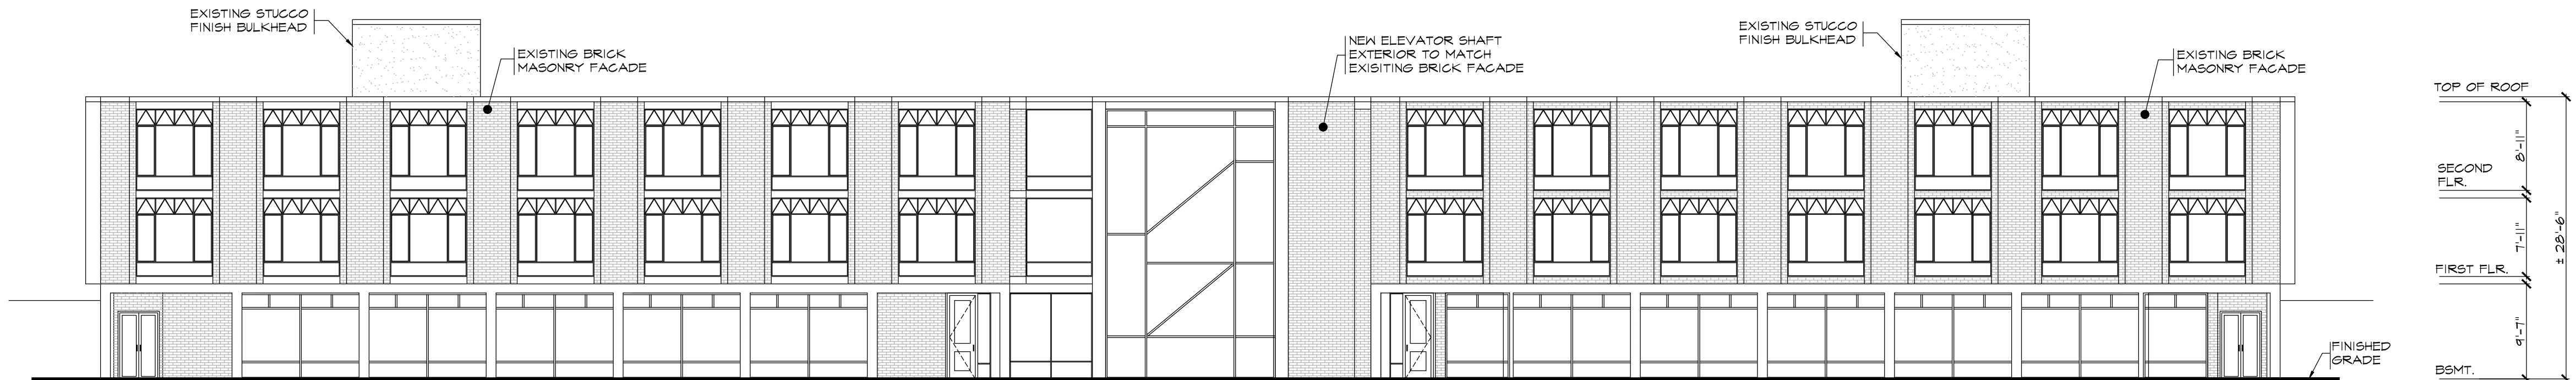 EXISTING STUCCO
FINISH BULKHEAD
EXISTING BRICK
MASONRY FACADE
NEW ELEVATOR SHAFT
EXTERIOR TO MATCH
EXISITING BRICK FACADE
EXISTING STUCCO
FINISH BULKHEAD
EXISTING BRICK
MASONRY FACADE
TOP OF ROOF
8'-11"
SECOND
FLR.
7'-11"
± 28'-6"
FIRST FLR.
9'-7"
FINISHED
GRADE
BSMT.